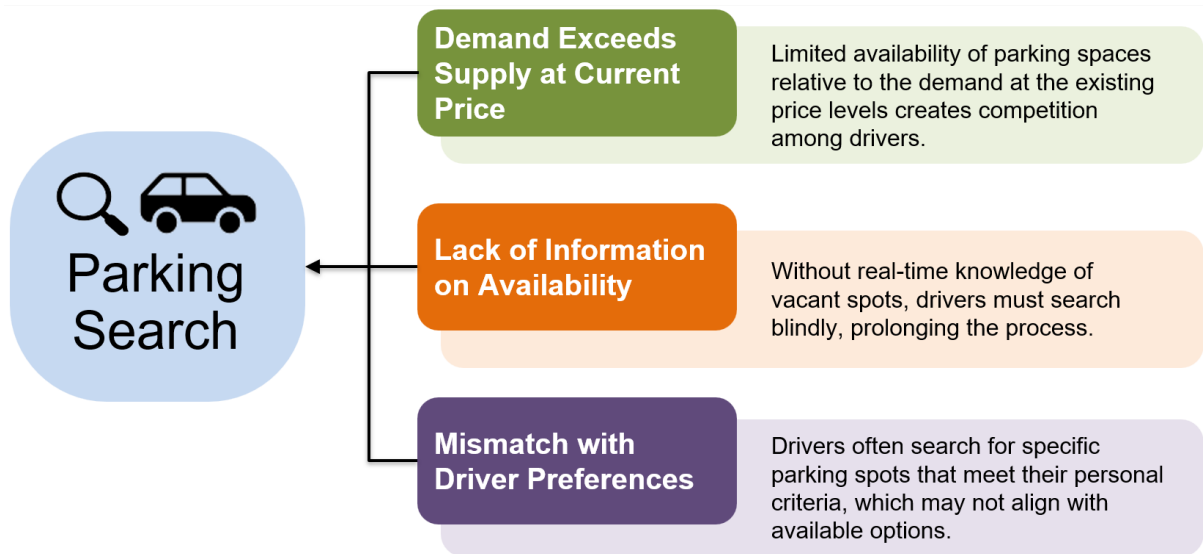 Parking
Search
Demand Exceeds
Supply at Current
Price
Limited availability of parking spaces
relative to the demand at the existing
price levels creates competition
among drivers.
Lack of Information
on Availability
Without real-time knowledge of
vacant spots, drivers must search
blindly, prolonging the process.
Mismatch with
Driver Preferences
Drivers often search for specific
parking spots that meet their personal
criteria, which may not align with
available options.